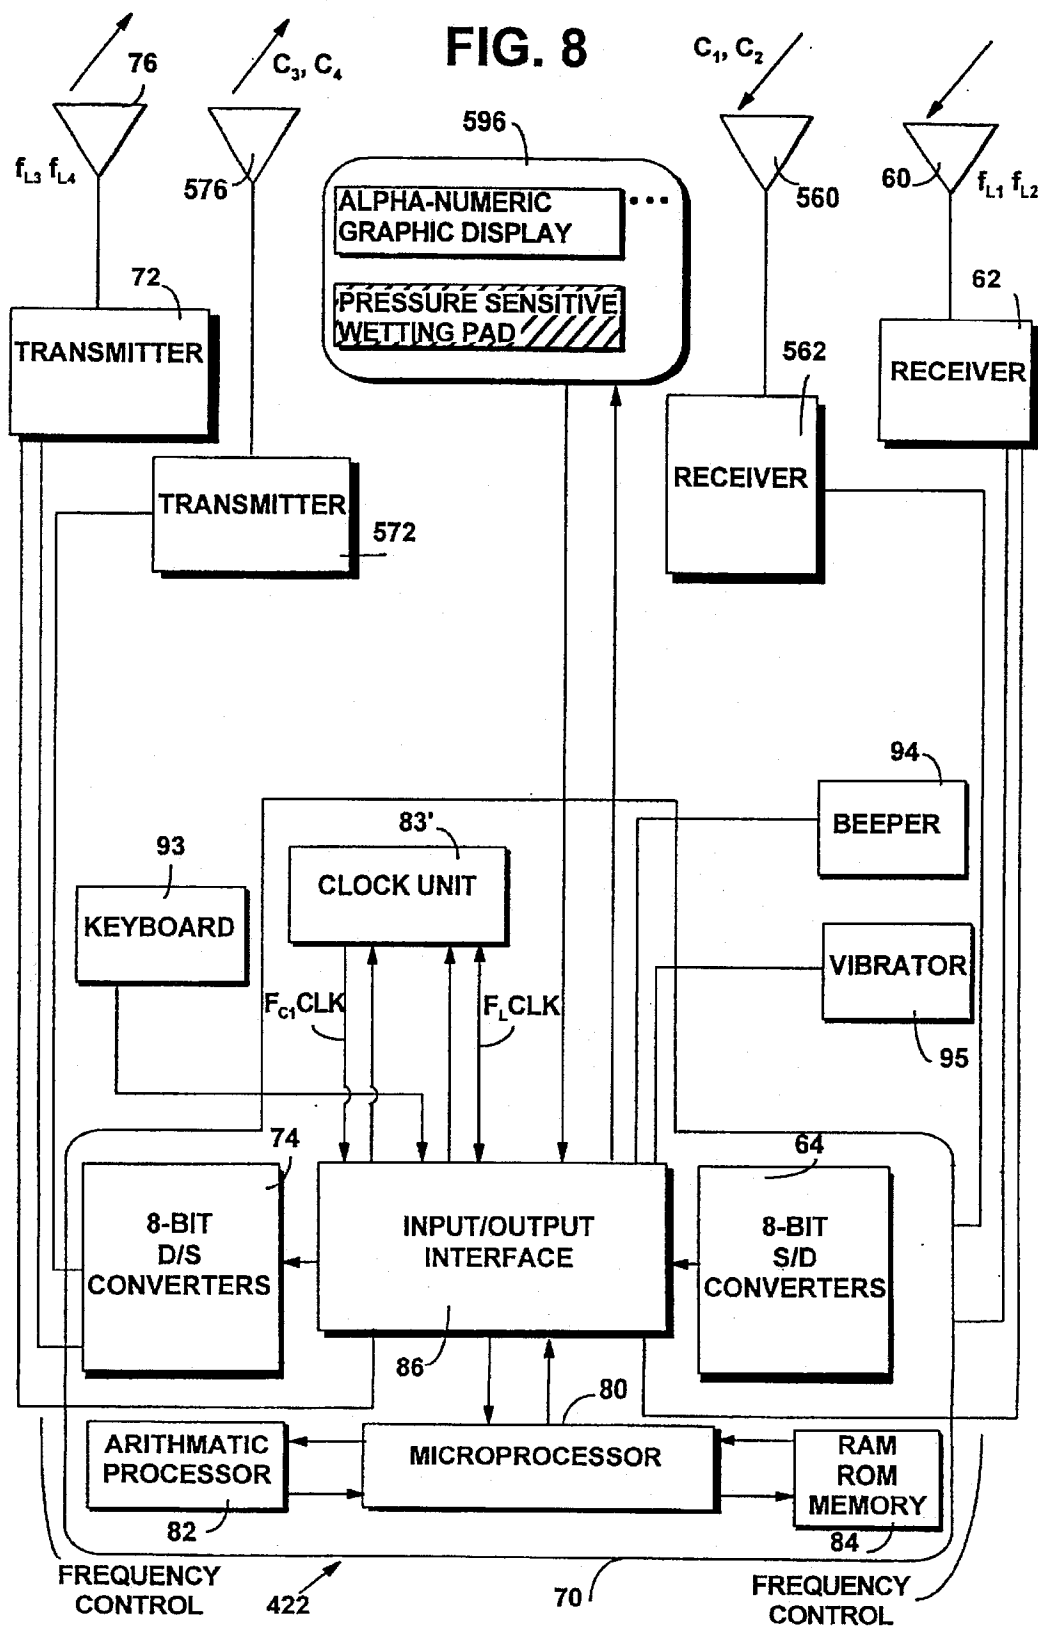 FIG. 8
76
C3, C4
C1, C2
596
fL3 fL4
576
560
60
fL1 fL2
ALPHA-NUMERIC
GRAPHIC DISPLAY
72
62
PRESSURE SENSITIVE
WETTING PAD
TRANSMITTER
562
RECEIVER
RECEIVER
TRANSMITTER
572
94
BEEPER
83'
93
CLOCK UNIT
KEYBOARD
VIBRATOR
FC1CLK
FLCLK
95
74
64
8-BIT
D/S
CONVERTERS
INPUT/OUTPUT
INTERFACE
8-BIT
S/D
CONVERTERS
86
80
ARITHMATIC
PROCESSOR
MICROPROCESSOR
RAM
ROM
MEMORY
82
84
FREQUENCY
CONTROL
422
70
FREQUENCY
CONTROL